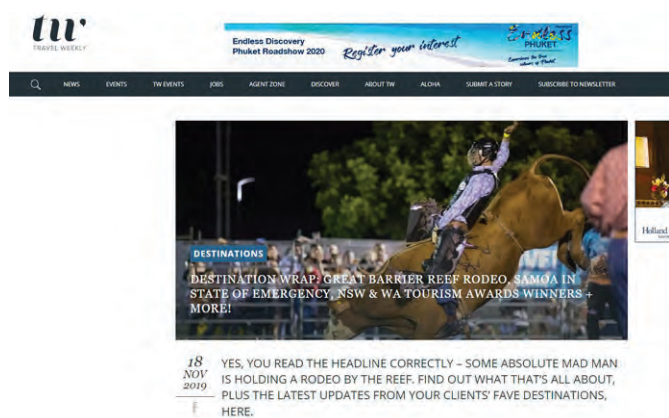 tw
TRAVEL WEEKLY
Endless Discovery
Phuket Roadshow 2020
Register your interest
PHUKET
NEWS EVENTS TW EVENTS JOBS AGENT ZONE DISCOVER ABOUT TW ALOHA SUBMIT A STORY SUBSCRIBE TO NEWSLETTER
DESTINATIONS
DESTINATION WRAP: GREAT BARRIER REEF RODEO, SAMOA IN
STATE OF EMERGENCY, NSW & WA TOURISM AWARDS WINNERS +
MORE!
Holland
18
NOV
2019
YES, YOU READ THE HEADLINE CORRECTLY – SOME ABSOLUTE MAD MAN
IS HOLDING A RODEO BY THE REEF. FIND OUT WHAT THAT'S ALL ABOUT,
PLUS THE LATEST UPDATES FROM YOUR CLIENTS' FAVE DESTINATIONS,
HERE.